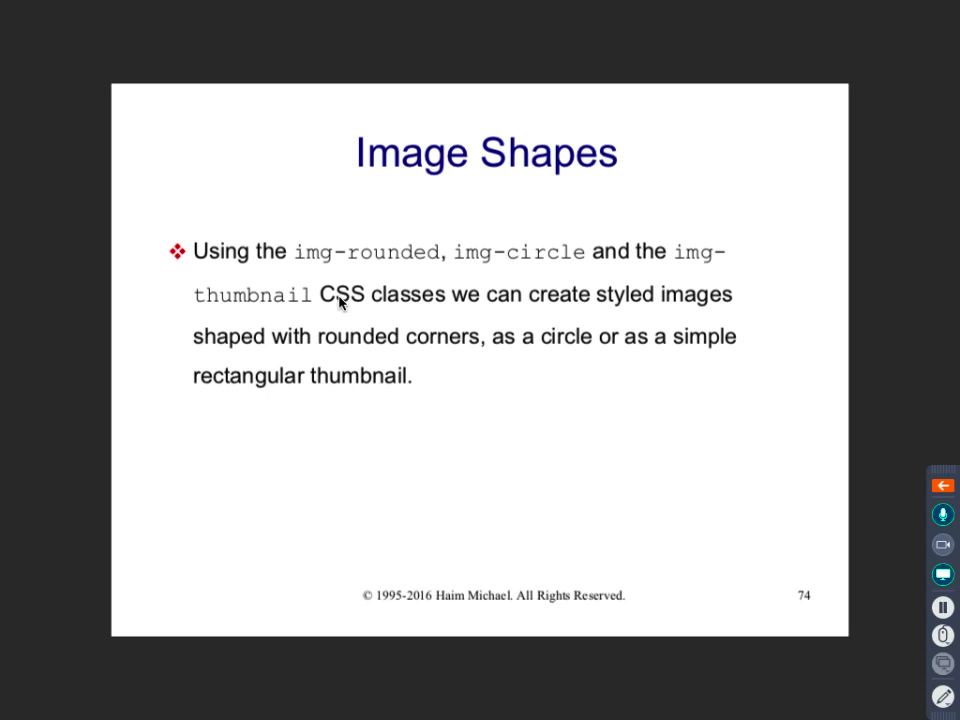 Image Shapes
❖ Using the img-rounded, img-circle and the img-
thumbnail CSS classes we can create styled images
shaped with rounded corners, as a circle or as a simple
rectangular thumbnail.
© 1995-2016 Haim Michael. All Rights Reserved. 74